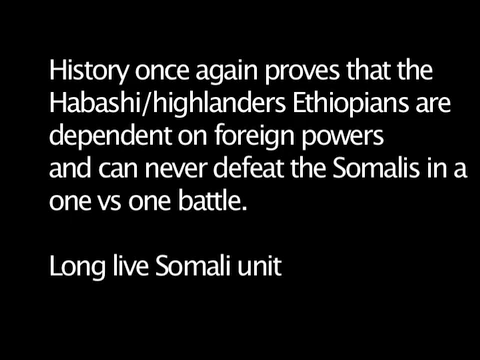 History once again proves that the
Habashi/highlanders Ethiopians are
dependent on foreign powers
and can never defeat the Somalis in a
one vs one battle.
Long live Somali unit